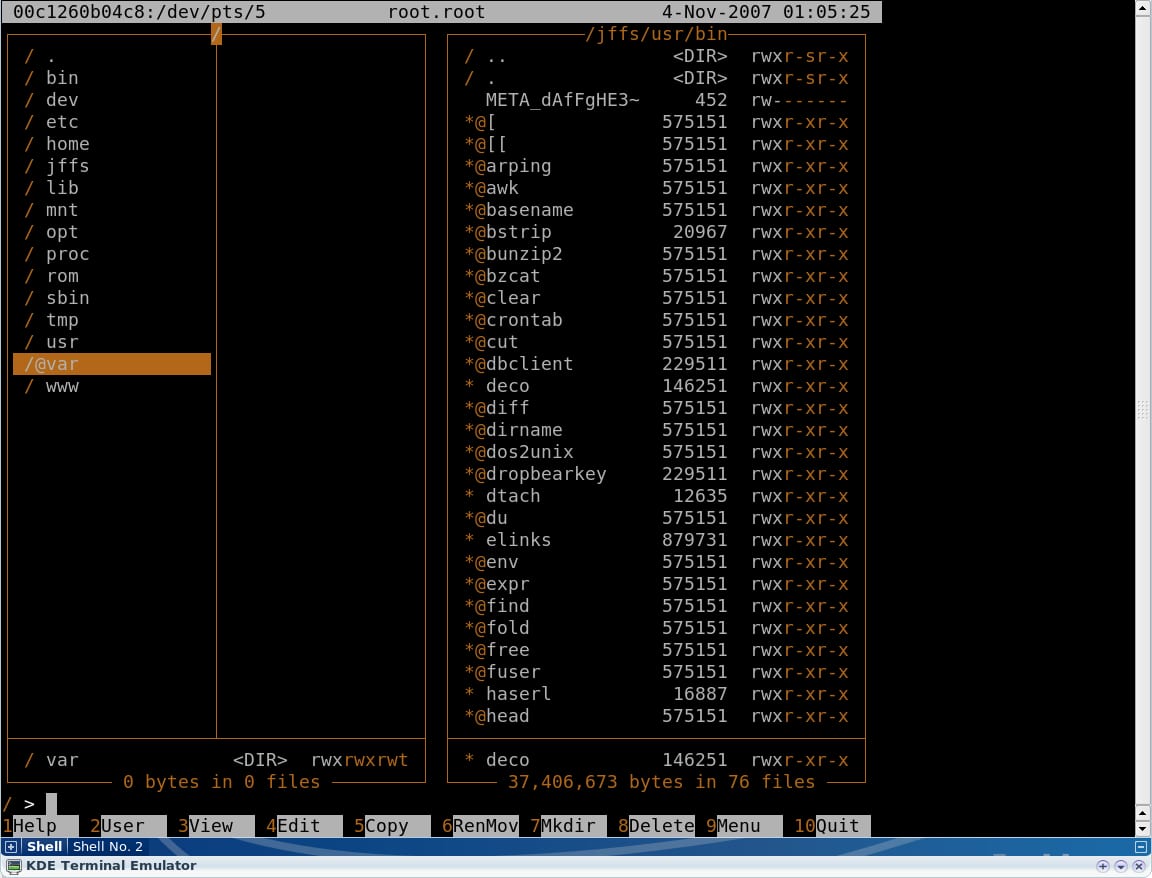 00c1260b04c8:/dev/pts/5 root.root 4-Nov-2007 01:05:25
/
/ .
/ bin
/ dev
/ etc
/ home
/ jffs
/ lib
/ mnt
/ opt
/ proc
/ rom
/ sbin
/ tmp
/ usr
/@var
/ www
/ var <DIR> rwxrwxrwt
0 bytes in 0 files
/jffs/usr/bin
/ .. <DIR> rwxr-sr-x
/ . <DIR> rwxr-sr-x
META_dAfFgHE3~ 452 rw-------
*@[ 575151 rwxr-xr-x
*@[[ 575151 rwxr-xr-x
*@arping 575151 rwxr-xr-x
*@awk 575151 rwxr-xr-x
*@basename 575151 rwxr-xr-x
*@bstrip 20967 rwxr-xr-x
*@bunzip2 575151 rwxr-xr-x
*@bzcat 575151 rwxr-xr-x
*@clear 575151 rwxr-xr-x
*@crontab 575151 rwxr-xr-x
*@cut 575151 rwxr-xr-x
*@dbclient 229511 rwxr-xr-x
* deco 146251 rwxr-xr-x
*@diff 575151 rwxr-xr-x
*@dirname 575151 rwxr-xr-x
*@dos2unix 575151 rwxr-xr-x
*@dropbearkey 229511 rwxr-xr-x
* dtach 12635 rwxr-xr-x
*@du 575151 rwxr-xr-x
* elinks 879731 rwxr-xr-x
*@env 575151 rwxr-xr-x
*@expr 575151 rwxr-xr-x
*@find 575151 rwxr-xr-x
*@fold 575151 rwxr-xr-x
*@free 575151 rwxr-xr-x
*@fuser 575151 rwxr-xr-x
* haserl 16887 rwxr-xr-x
*@head 575151 rwxr-xr-x
* deco 146251 rwxr-xr-x
37,406,673 bytes in 76 files
/ >
1Help 2User 3View 4Edit 5Copy 6RenMov 7Mkdir 8Delete 9Menu 10Quit
Shell Shell No. 2
KDE Terminal Emulator